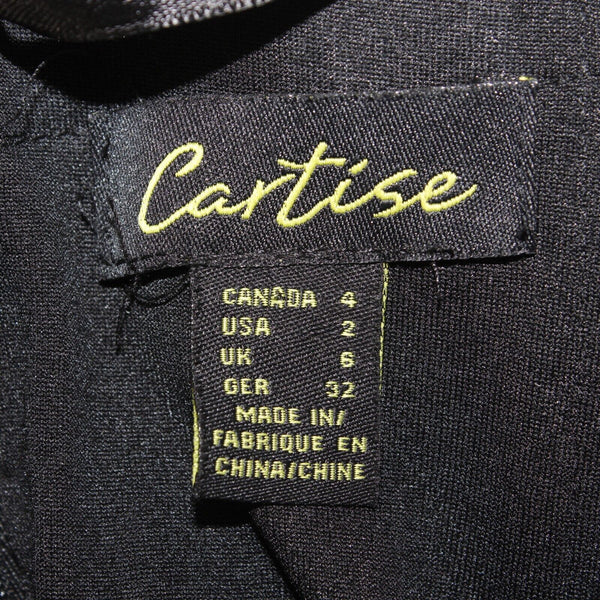 Cartise
CANADA 4
USA 2
UK 6
GER 32
MADE IN/
FABRIQUE EN
CHINA/CHINE